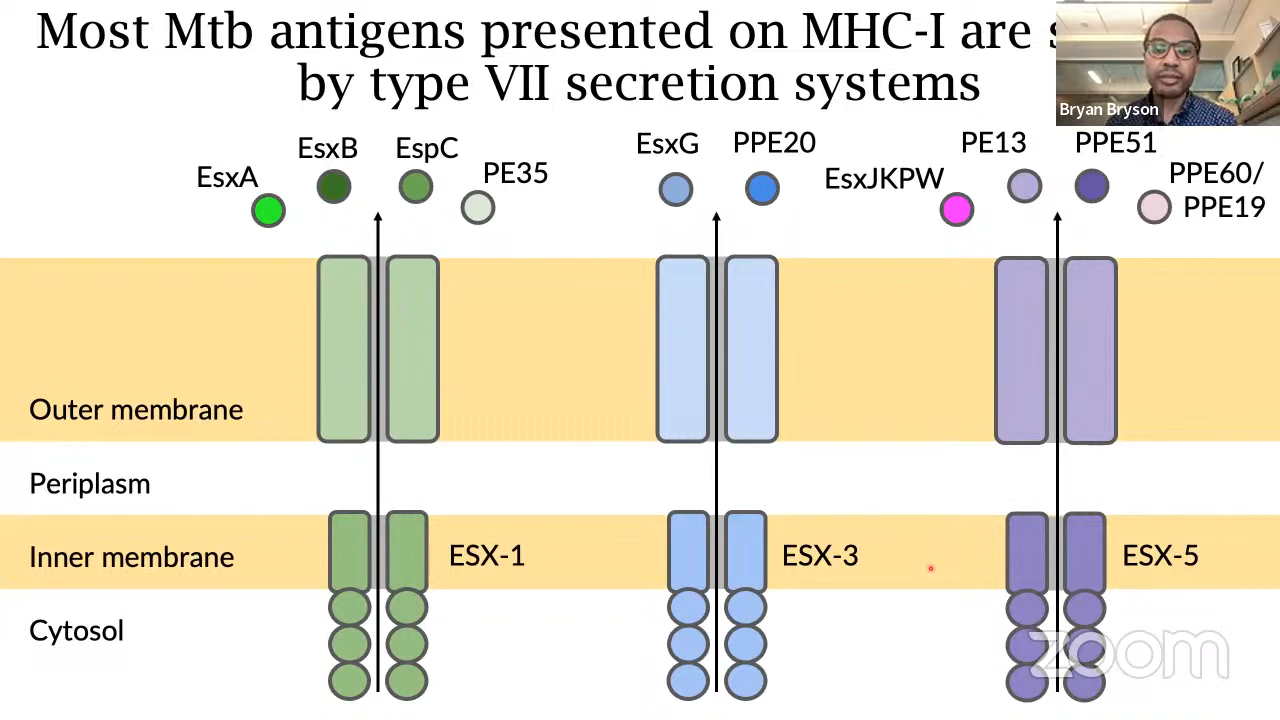 Most Mtb antigens presented on MHC-I are
by type VII secretion systems
Bryan Bryson
EsxA
EsxB
EspC
PE35
EsxG
PPE20
EsxJKPW
PE13
PPE51
PPE60/
PPE19
Outer membrane
Periplasm
Inner membrane
ESX-1
ESX-3
ESX-5
Cytosol
zoom